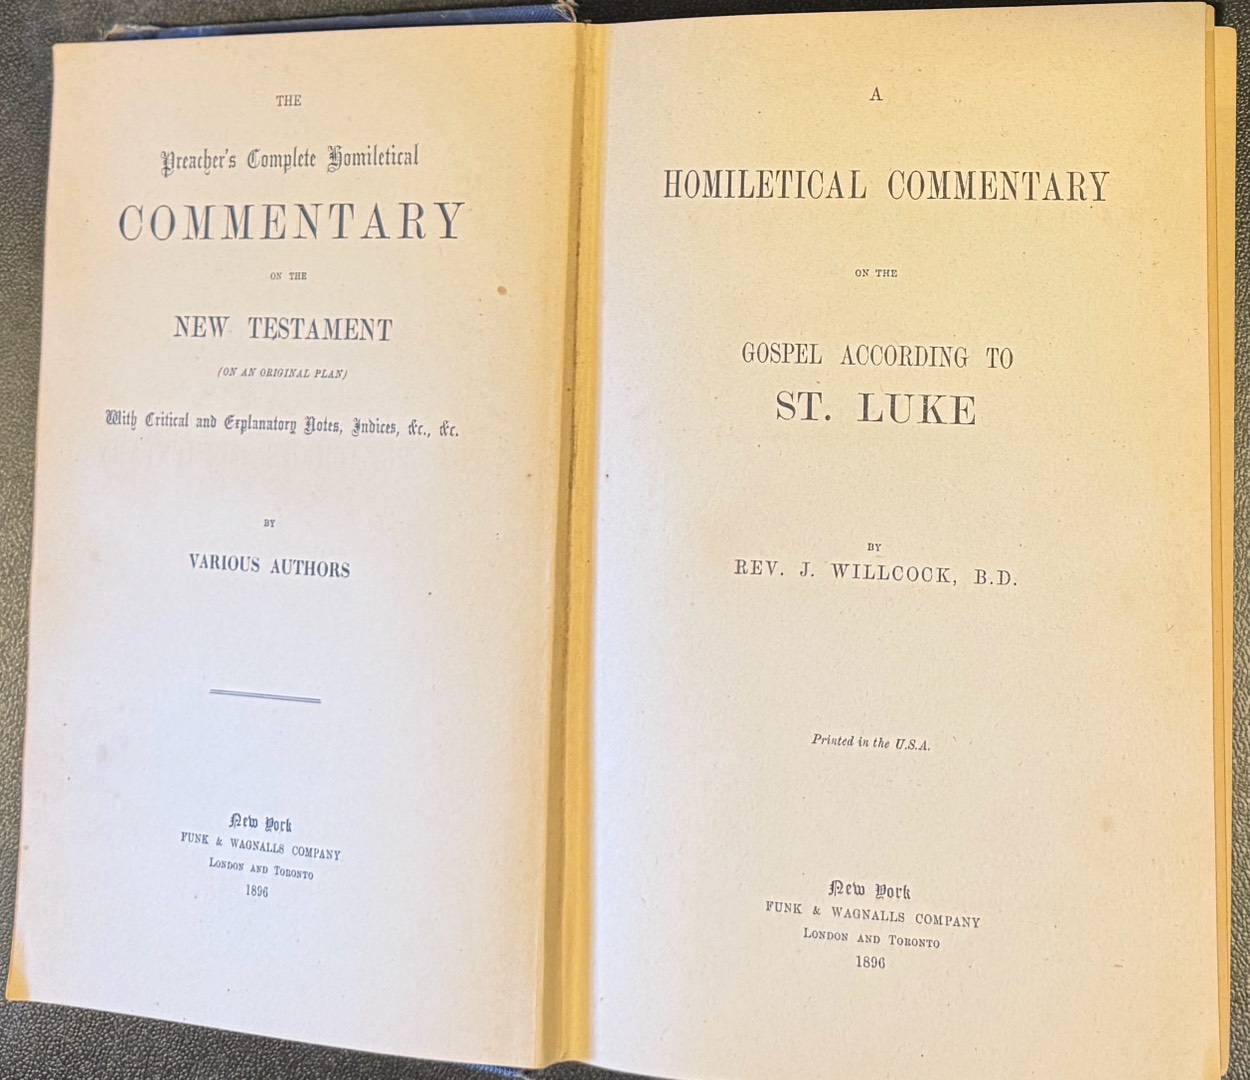 THE
Preacher's Complete Homiletical
COMMENTARY
ON THE
NEW TESTAMENT
(ON AN ORIGINAL PLAN)
With Critical and Explanatory Notes, Indices, &c., &c.
BY
VARIOUS AUTHORS
New York
FUNK & WAGNALLS COMPANY
LONDON AND TORONTO
1896
A
HOMILETICAL COMMENTARY
ON THE
GOSPEL ACCORDING TO
ST. LUKE
BY
REV. J. WILLCOCK, B.D.
Printed in the U.S.A.
New York
FUNK & WAGNALLS COMPANY
LONDON AND TORONTO
1896